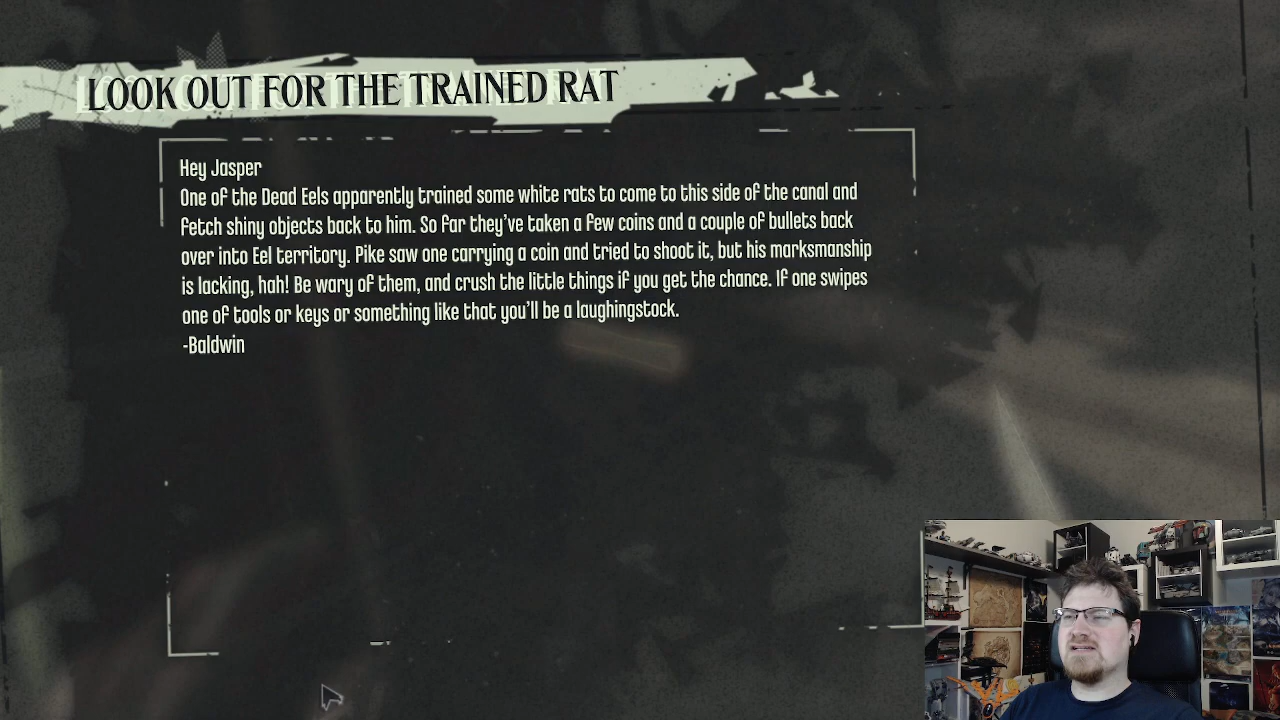 LOOK OUT FOR THE TRAINED RAT
Hey Jasper
One of the Dead Eels apparently trained some white rats to come to this side of the canal and
fetch shiny objects back to him. So far they've taken a few coins and a couple of bullets back
over into Eel territory. Pike saw one carrying a coin and tried to shoot it, but his marksmanship
is lacking, hah! Be wary of them, and crush the little things if you get the chance. If one swipes
one of tools or keys or something like that you'll be a laughingstock.
-Baldwin